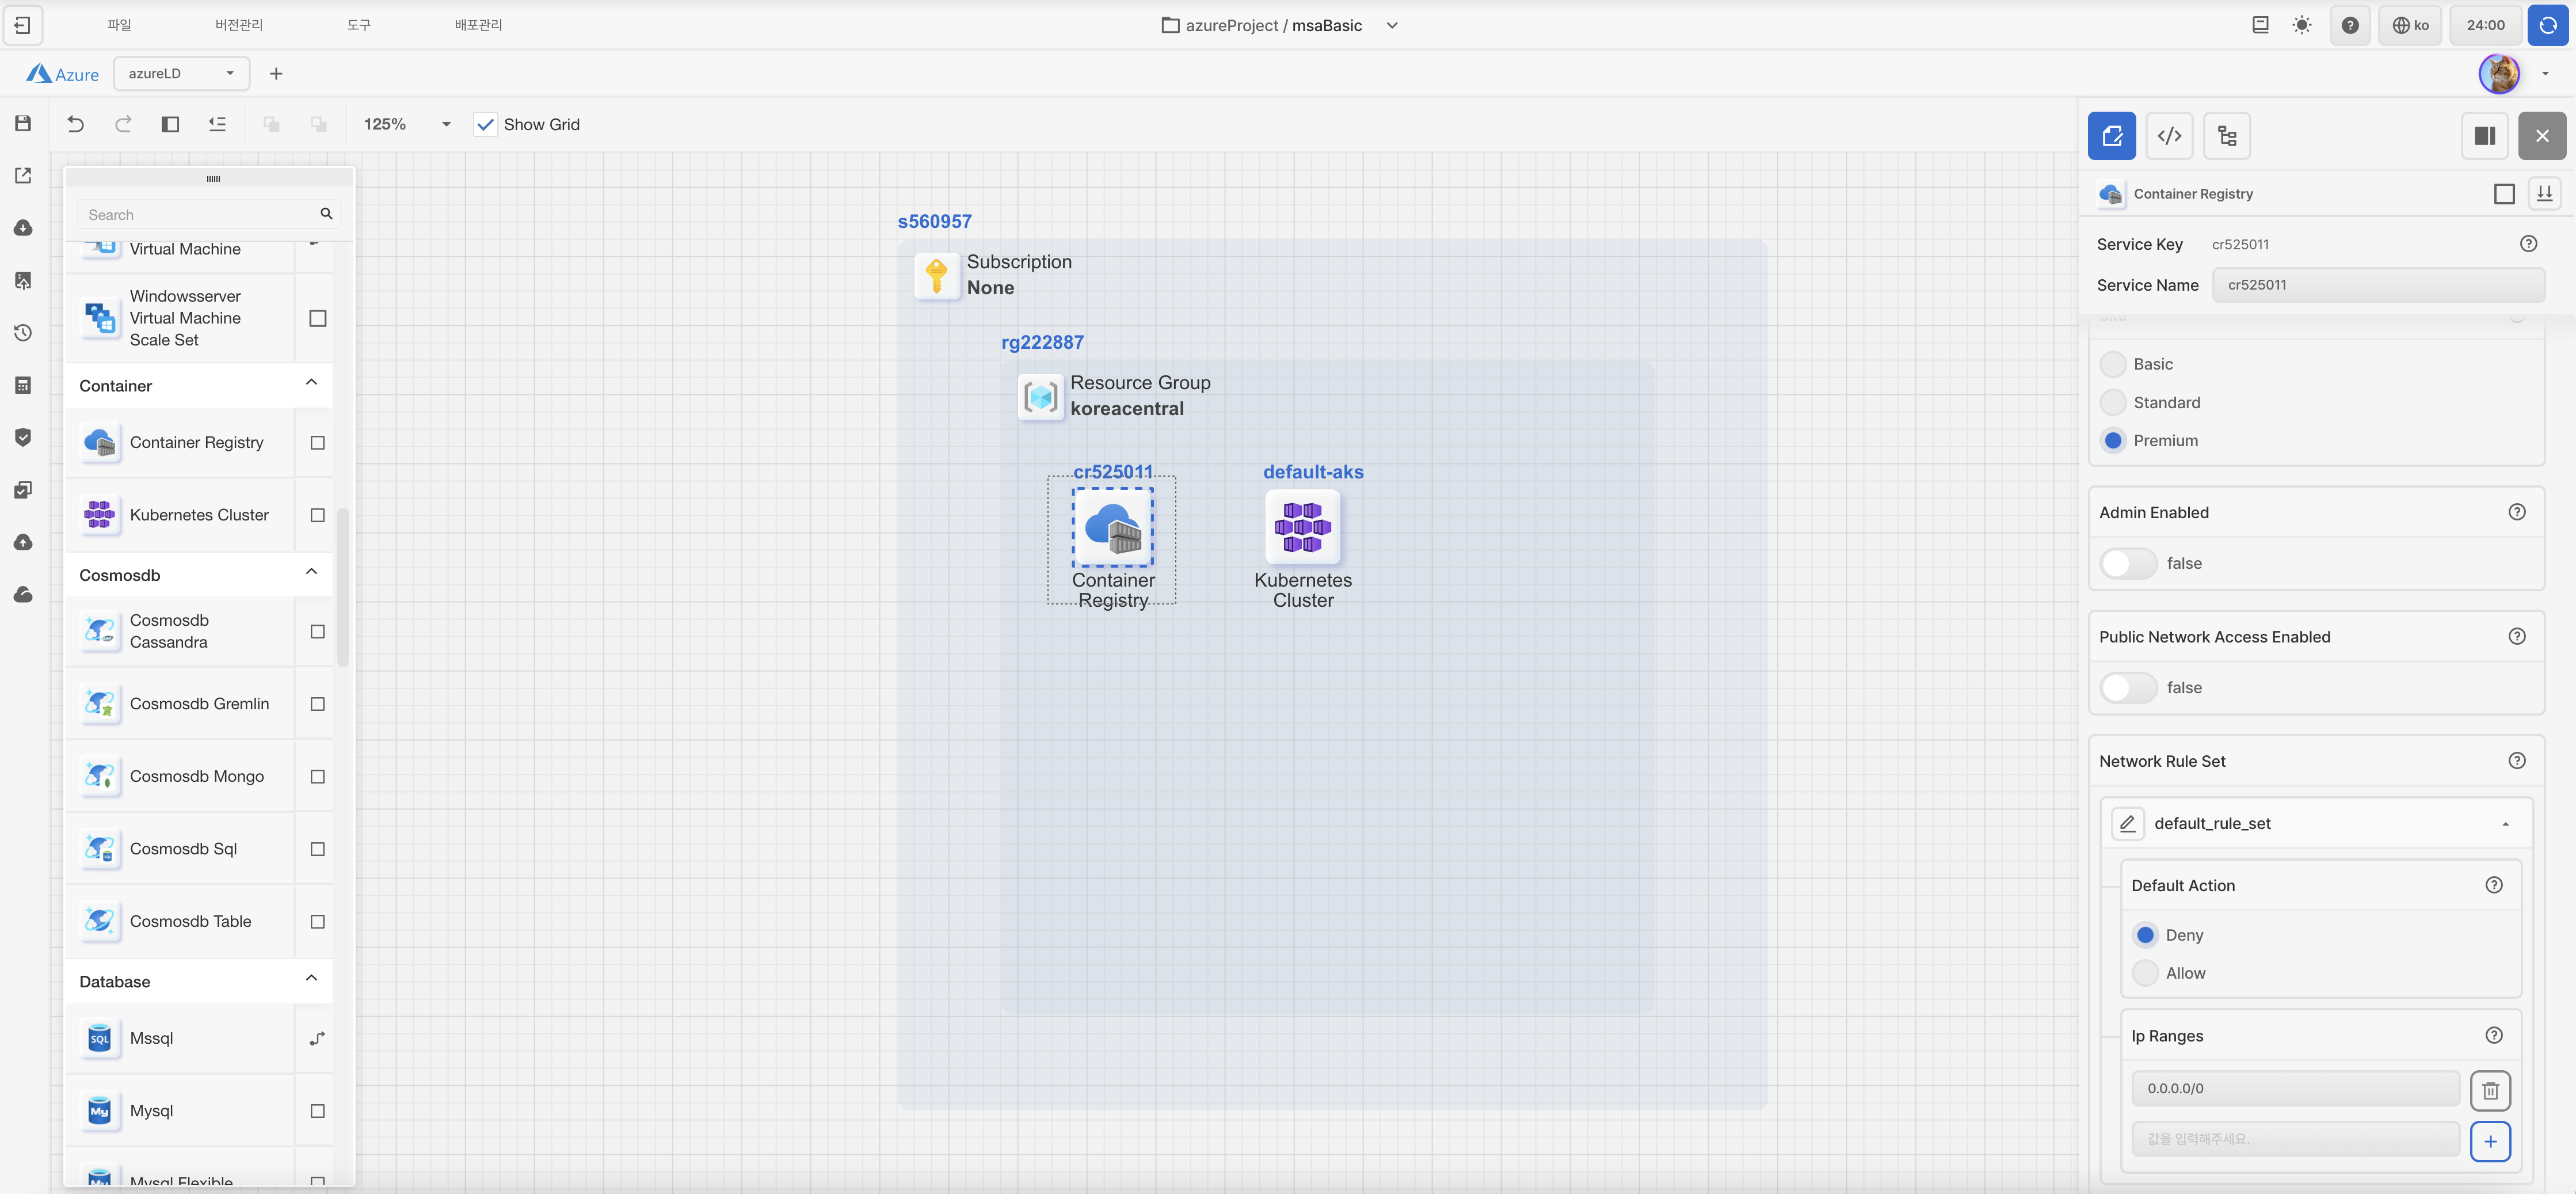 파일
버전관리
도구
배포관리
azureProject / msaBasic
ko
24:00
Azure
azureLD
125%
Show Grid
Search
Virtual Machine
Windowsserver
Virtual Machine
Scale Set
Container
Container Registry
Kubernetes Cluster
Cosmosdb
Cosmosdb
Cassandra
Cosmosdb Gremlin
Cosmosdb Mongo
Cosmosdb Sql
Cosmosdb Table
Database
SQL
Mssql
My
Mysql
Mysql Flexible
s560957
Subscription
None
rg222887
Resource Group
koreacentral
cr525011
Container
Registry
default-aks
Kubernetes
Cluster
Container Registry
Service Key
cr525011
Service Name
cr525011
Basic
Standard
Premium
Admin Enabled
false
Public Network Access Enabled
false
Network Rule Set
default_rule_set
Default Action
Deny
Allow
Ip Ranges
0.0.0.0/0
값을 입력해주세요.